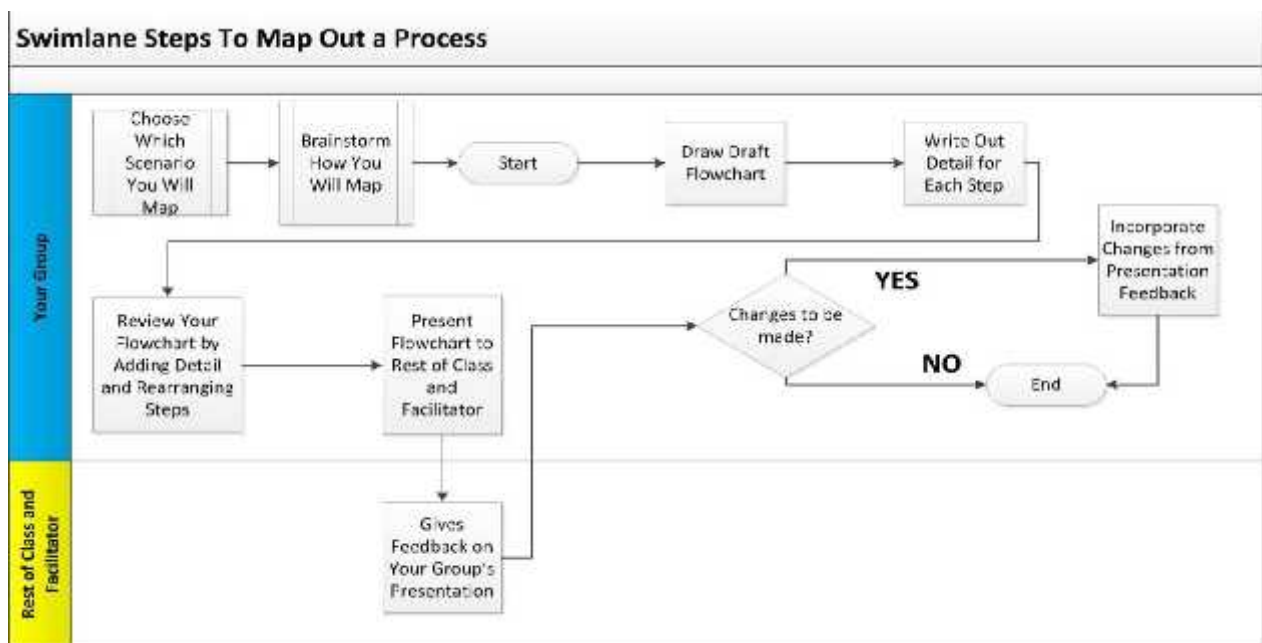 Swimlane Steps To Map Out a Process
Your Group
Choose
Which
Scenario
You Will
Map
Brainstorm
How You
Will Map
Start
Draw Draft
Flowchart
Write Out
Detail for
Each Step
Review Your
Flowchart by
Adding Detail
and Rearranging
Steps
Present
Flowchart to
Rest of Class
and
Facilitator
Changes to be
made?
YES
Incorporate
Changes from
Presentation
Feedback
NO
End
Rest of Class and
Facilitator
Gives
Feedback on
Your Group's
Presentation